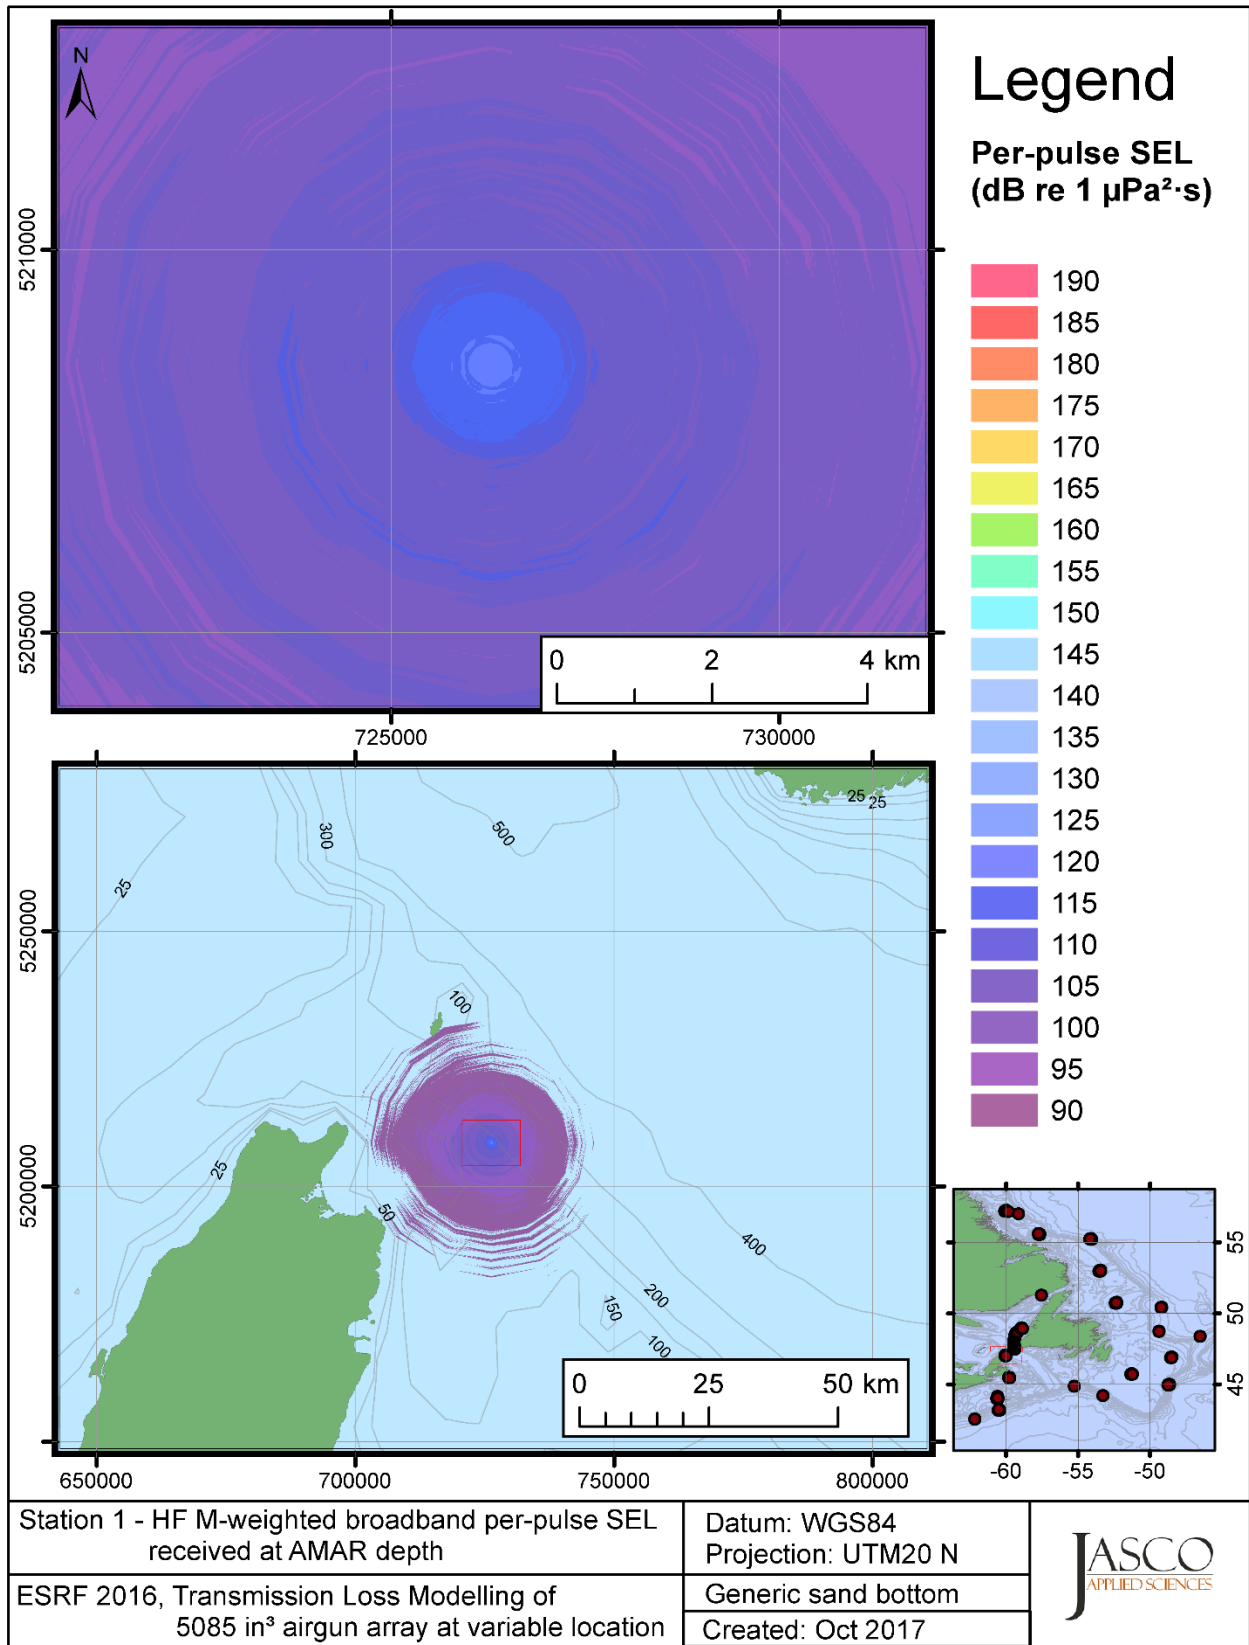 N
5210000
5205000
0 2 4 km
725000 730000
Legend
Per-pulse SEL
(dB re 1 µPa²·s)
190
185
180
175
170
165
160
155
150
145
140
135
130
125
120
115
110
105
100
95
90
25
300
500
25 25
100
25
50
400
200
150
100
5250000
5200000
0 25 50 km
650000 700000 750000 800000
55
50
45
-60 -55 -50
Station 1 - HF M-weighted broadband per-pulse SEL
received at AMAR depth
ESRF 2016, Transmission Loss Modelling of
5085 in³ airgun array at variable location
Datum: WGS84
Projection: UTM20 N
Generic sand bottom
Created: Oct 2017
JASCO
APPLIED SCIENCES